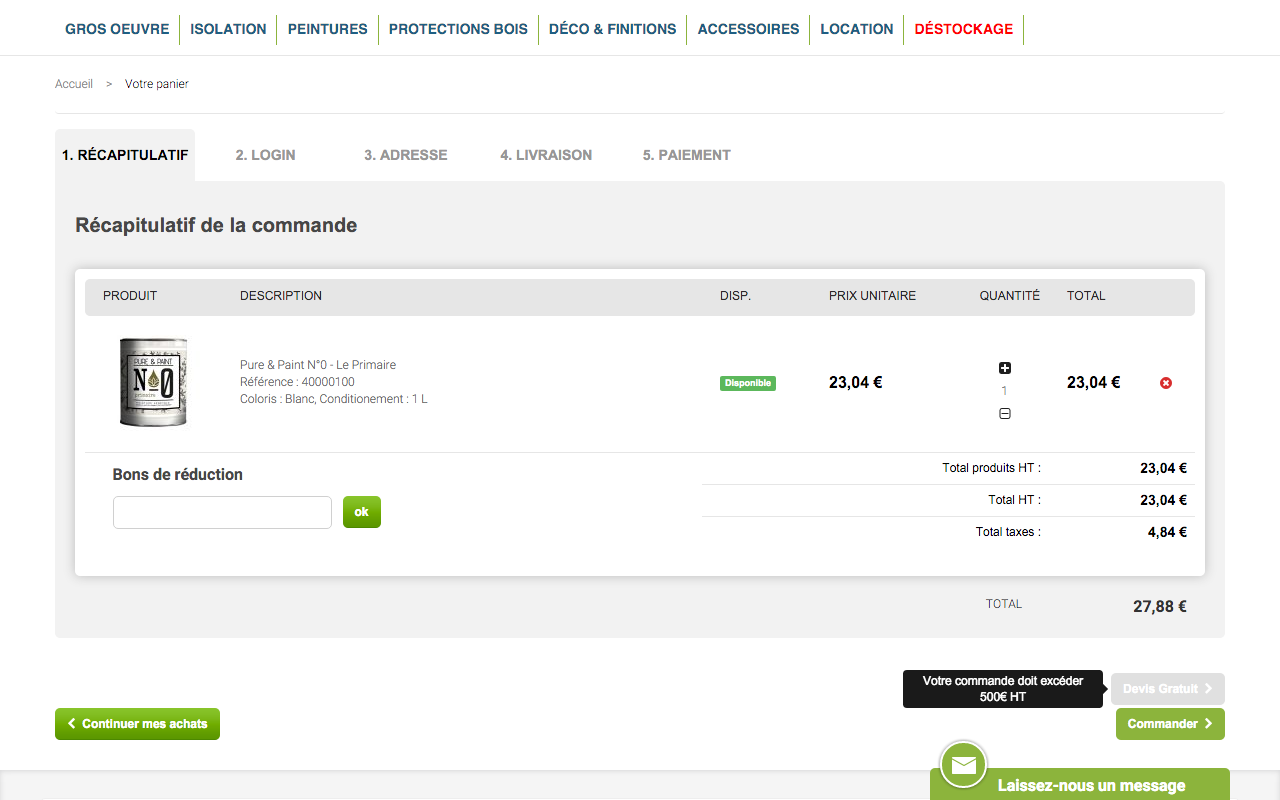 GROS OEUVRE
ISOLATION
PEINTURES
PROTECTIONS BOIS
DÉCO & FINITIONS
ACCESSOIRES
LOCATION
DÉSTOCKAGE
Accueil > Votre panier
1. RÉCAPITULATIF
2. LOGIN
3. ADRESSE
4. LIVRAISON
5. PAIEMENT
Récapitulatif de la commande
PRODUIT
DESCRIPTION
DISP.
PRIX UNITAIRE
QUANTITÉ
TOTAL
PURE & PAINT
N°0
primaire
Pure & Paint N°0 - Le Primaire
Référence : 40000100
Coloris : Blanc, Conditionement : 1 L
Disponible
23,04 €
1
23,04 €
Bons de réduction
ok
Total produits HT : 23,04 €
Total HT : 23,04 €
Total taxes : 4,84 €
TOTAL 27,88 €
Votre commande doit excéder
500€ HT
Devis Gratuit
Continuer mes achats
Commander
Laissez-nous un message